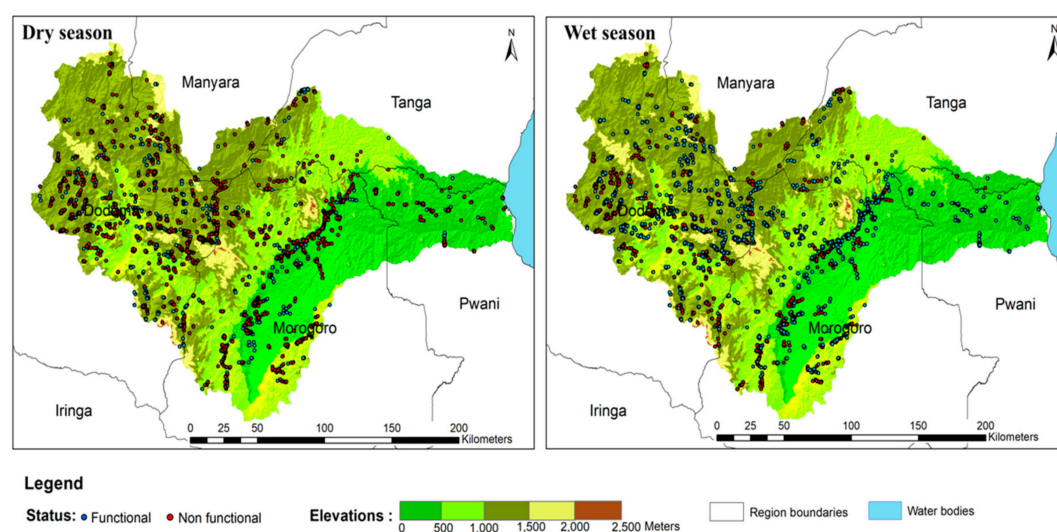 Dry season
N
Manyara
Tanga
Dodoma
Pwani
Morogoro
Iringa
0 25 50 100 150 200
Kilometers
Wet season
N
Manyara
Tanga
Dodoma
Pwani
Morogoro
Iringa
0 25 50 100 150 200
Kilometers
Legend
Status: Functional Non functional Elevations : Region boundaries Water bodies
0 500 1,000 1,500 2,000 2,500 Meters